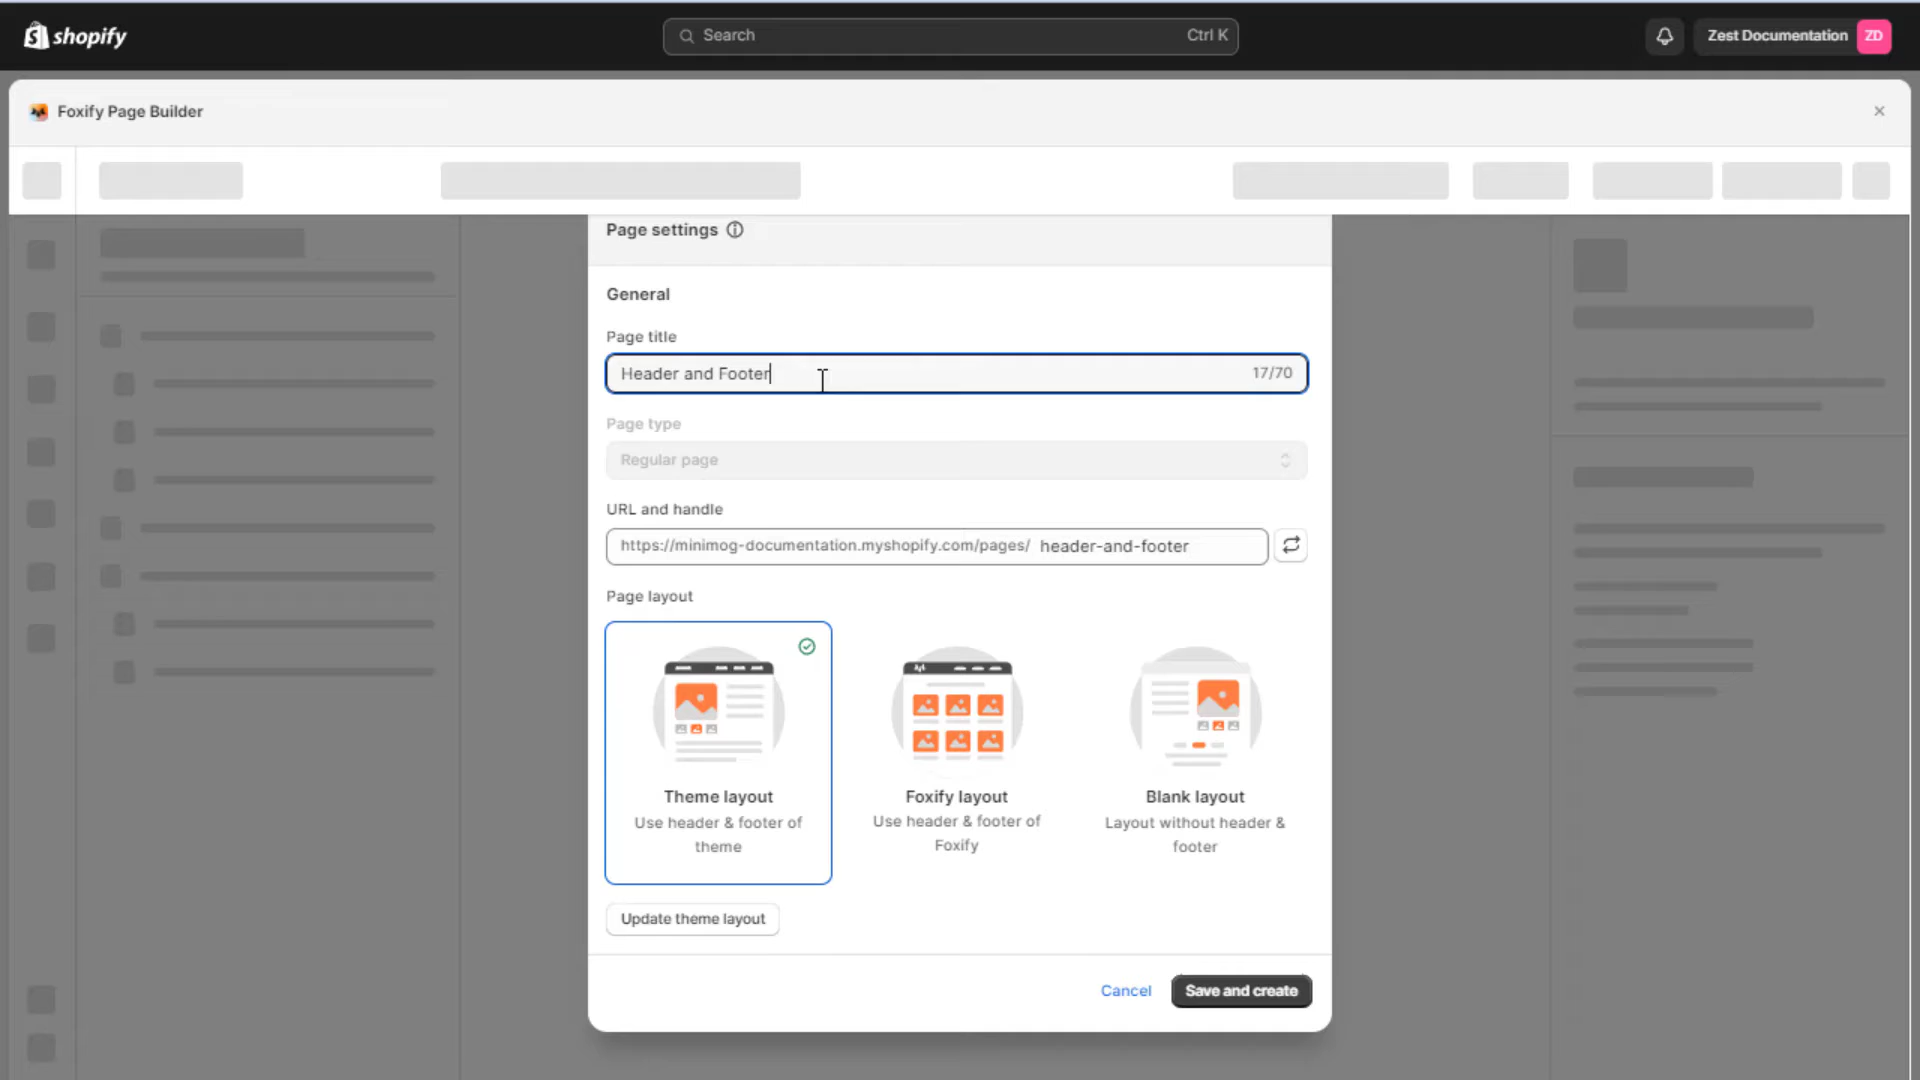 shopify
Search
Ctrl K
Zest Documentation
ZD
Foxify Page Builder
Page settings
General
Page title
Header and Footer
17/70
Page type
Regular page
URL and handle
https://minimog-documentation.myshopify.com/pages/ header-and-footer
Page layout
Theme layout
Use header & footer of
theme
Foxify layout
Use header & footer of
Foxify
Blank layout
Layout without header &
footer
Update theme layout
Cancel
Save and create